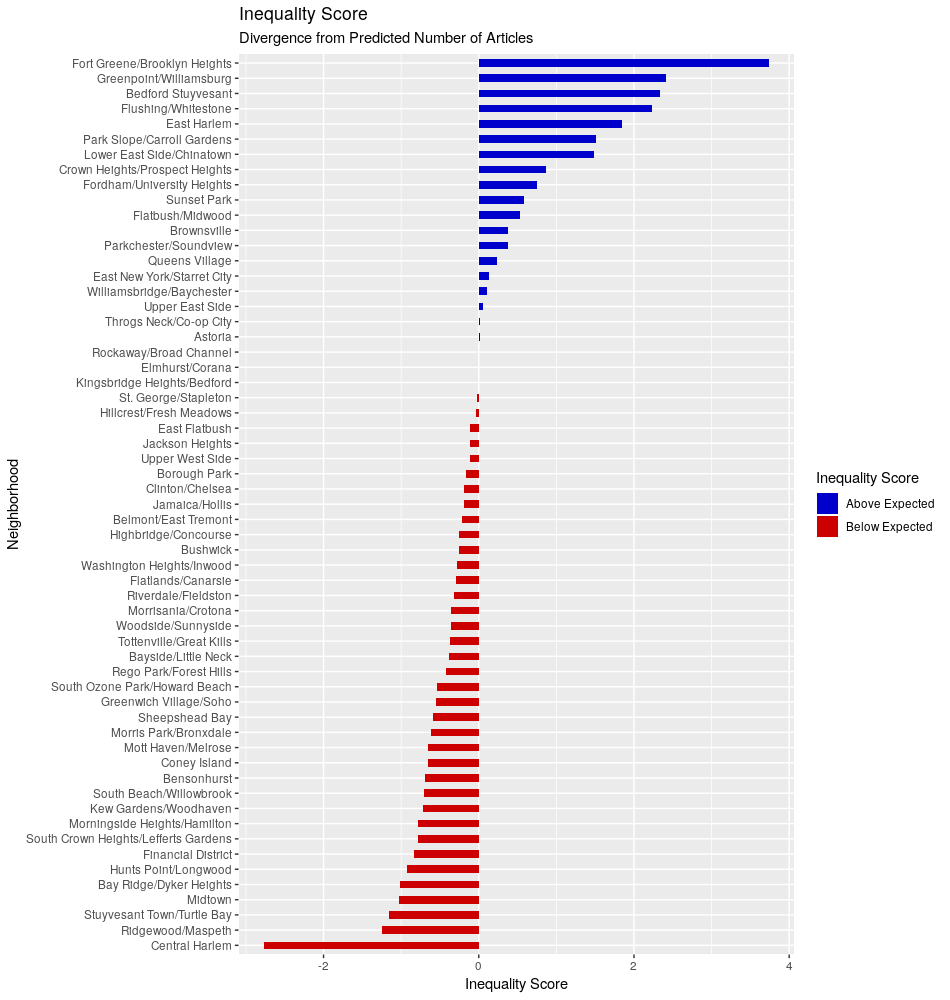 Inequality Score
Divergence from Predicted Number of Articles
Fort Greene/Brooklyn Heights
Greenpoint/Williamsburg
Bedford Stuyvesant
Flushing/Whitestone
East Harlem
Park Slope/Carroll Gardens
Lower East Side/Chinatown
Crown Heights/Prospect Heights
Fordham/University Heights
Sunset Park
Flatbush/Midwood
Brownsville
Parkchester/Soundview
Queens Village
East New York/Starret City
Williamsbridge/Baychester
Upper East Side
Throgs Neck/Co-op City
Astoria
Rockaway/Broad Channel
Elmhurst/Corana
Kingsbridge Heights/Bedford
St. George/Stapleton
Hillcrest/Fresh Meadows
East Flatbush
Jackson Heights
Upper West Side
Borough Park
Clinton/Chelsea
Jamaica/Hollis
Belmont/East Tremont
Highbridge/Concourse
Bushwick
Washington Heights/Inwood
Flatlands/Canarsie
Riverdale/Fieldston
Morrisania/Crotona
Woodside/Sunnyside
Tottenville/Great Kills
Bayside/Little Neck
Rego Park/Forest Hills
South Ozone Park/Howard Beach
Greenwich Village/Soho
Sheepshead Bay
Morris Park/Bronxdale
Mott Haven/Melrose
Coney Island
Bensonhurst
South Beach/Willowbrook
Kew Gardens/Woodhaven
Morningside Heights/Hamilton
South Crown Heights/Lefferts Gardens
Financial District
Hunts Point/Longwood
Bay Ridge/Dyker Heights
Midtown
Stuyvesant Town/Turtle Bay
Ridgewood/Maspeth
Central Harlem
Neighborhood
-2 0 2 4
Inequality Score
Inequality Score
Above Expected
Below Expected